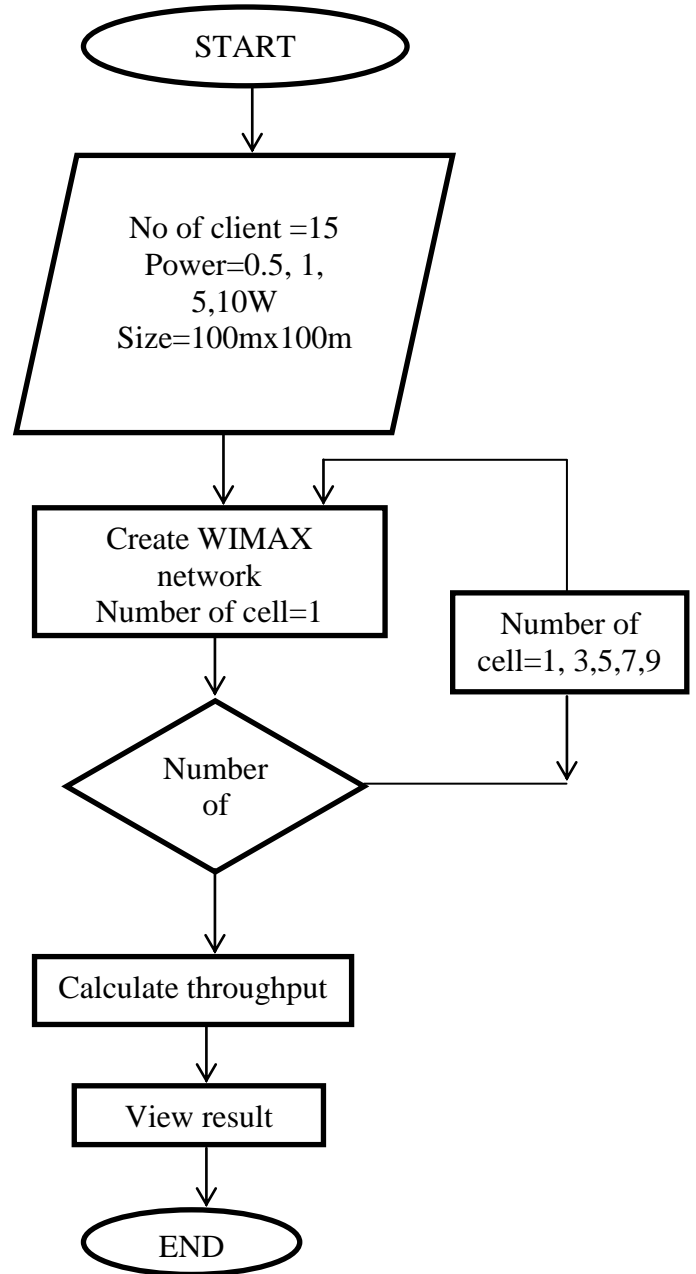 START
No of client =15
Power=0.5, 1,
5,10W
Size=100mx100m
Create WIMAX
network
Number of cell=1
Number of
cell=1, 3,5,7,9
Number
of
Calculate throughput
View result
END